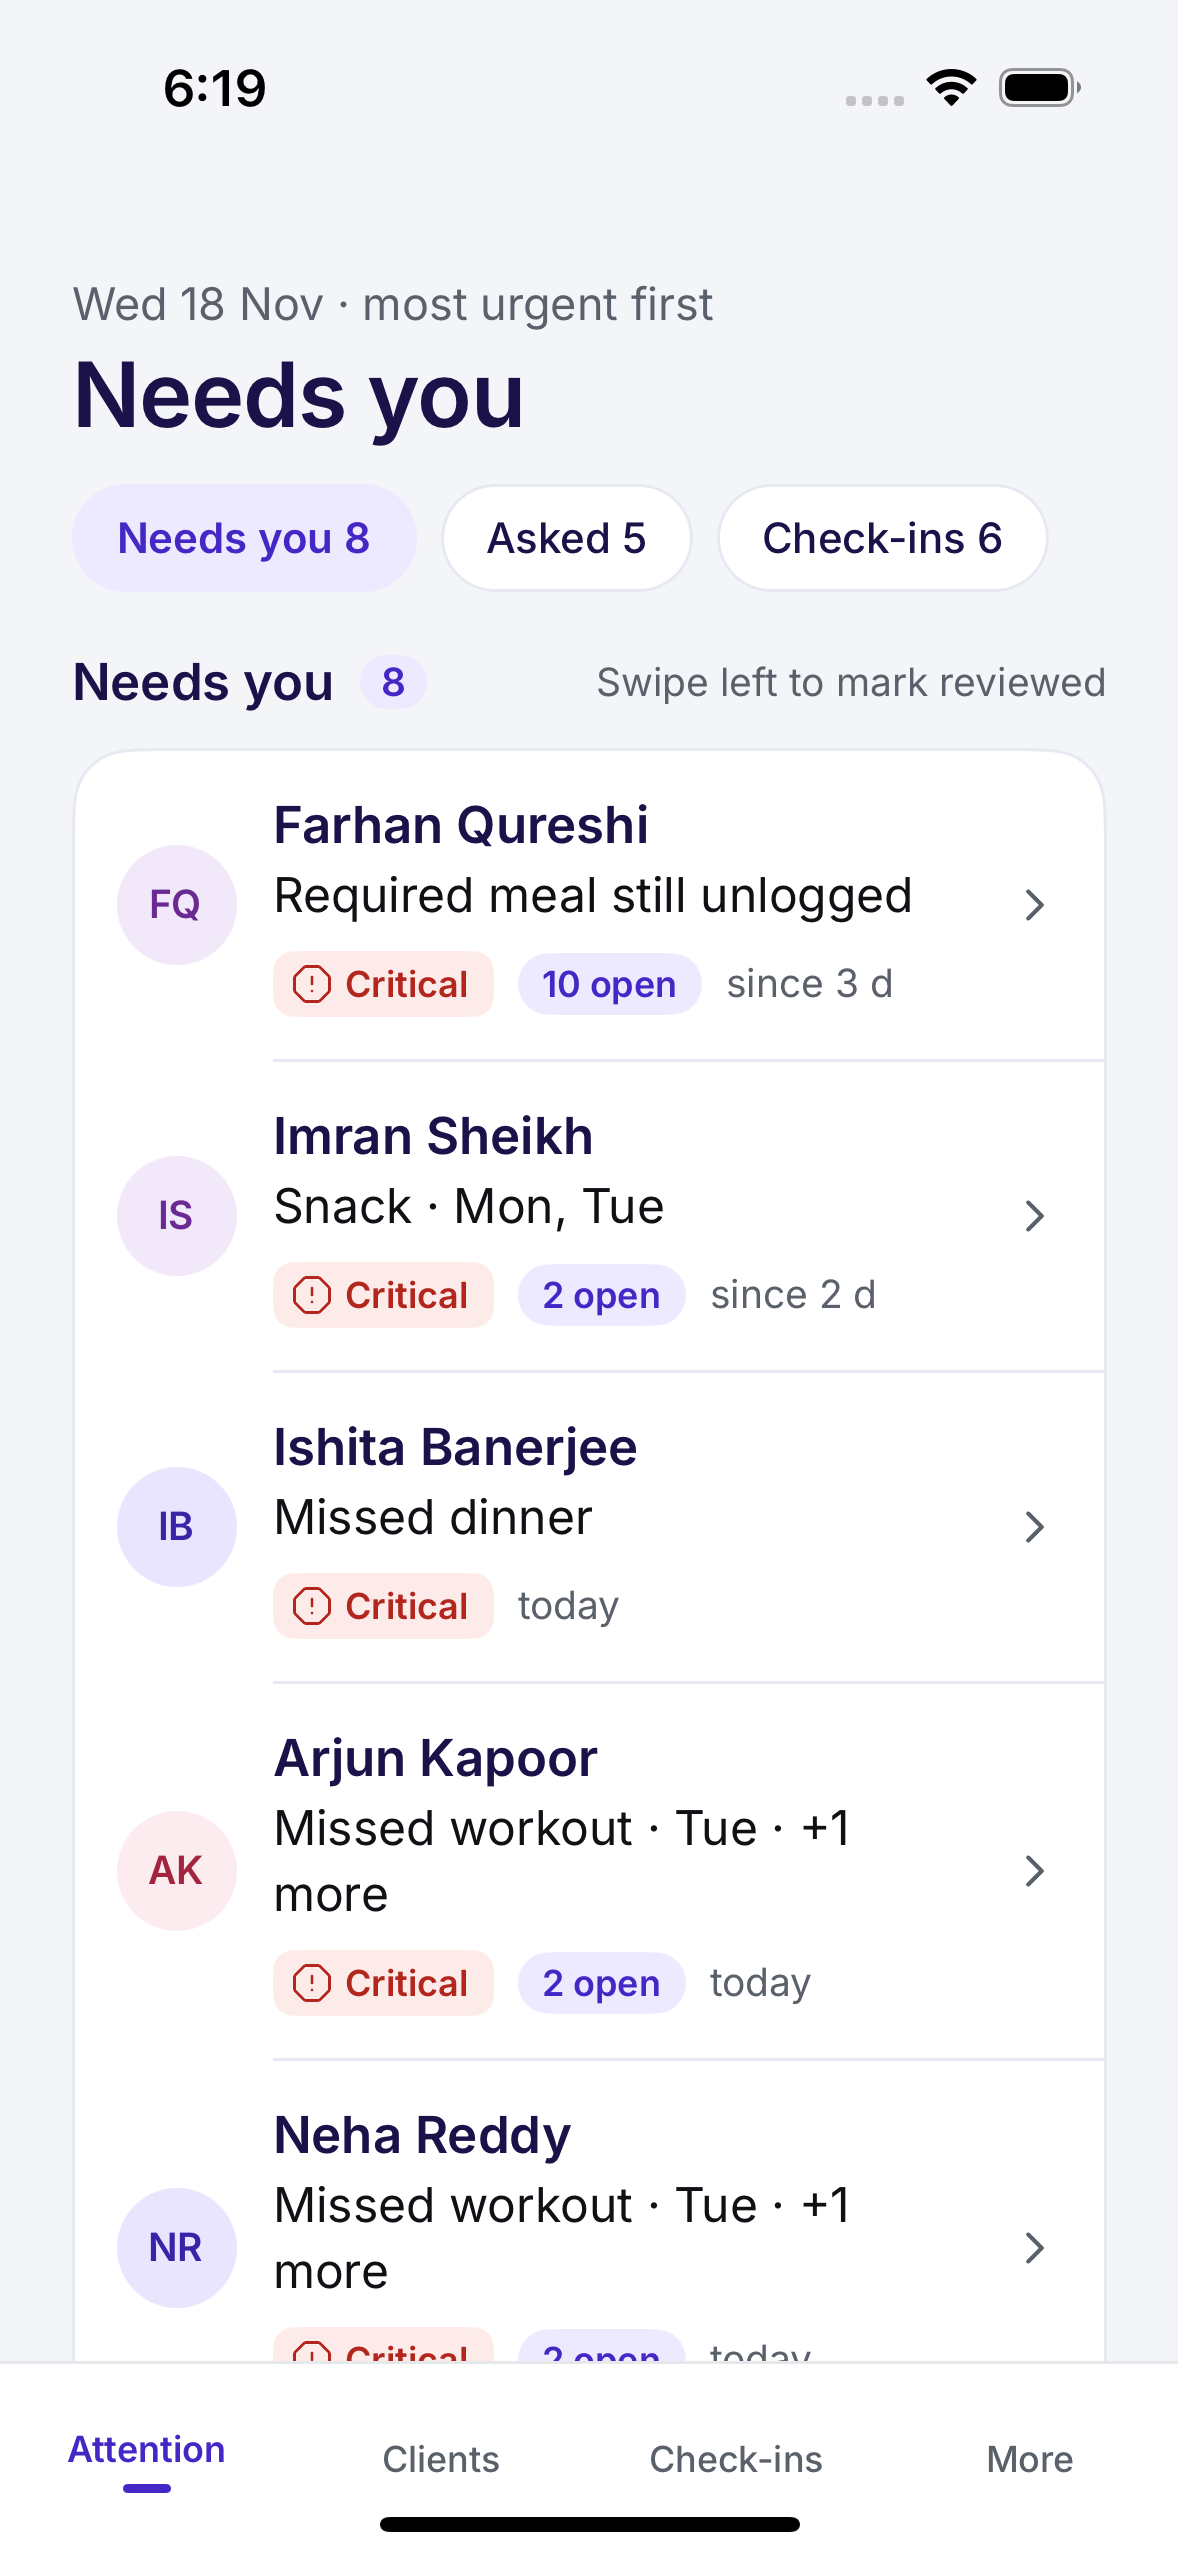 6:19
Wed 18 Nov · most urgent first
Needs you
Needs you 8
Asked 5
Check-ins 6
Needs you 8
Swipe left to mark reviewed
FQ
Farhan Qureshi
Required meal still unlogged
Critical
10 open
since 3 d
IS
Imran Sheikh
Snack · Mon, Tue
Critical
2 open
since 2 d
IB
Ishita Banerjee
Missed dinner
Critical
today
AK
Arjun Kapoor
Missed workout · Tue · +1
more
Critical
2 open
today
NR
Neha Reddy
Missed workout · Tue · +1
more
Critical
2 open
today
Attention
Clients
Check-ins
More